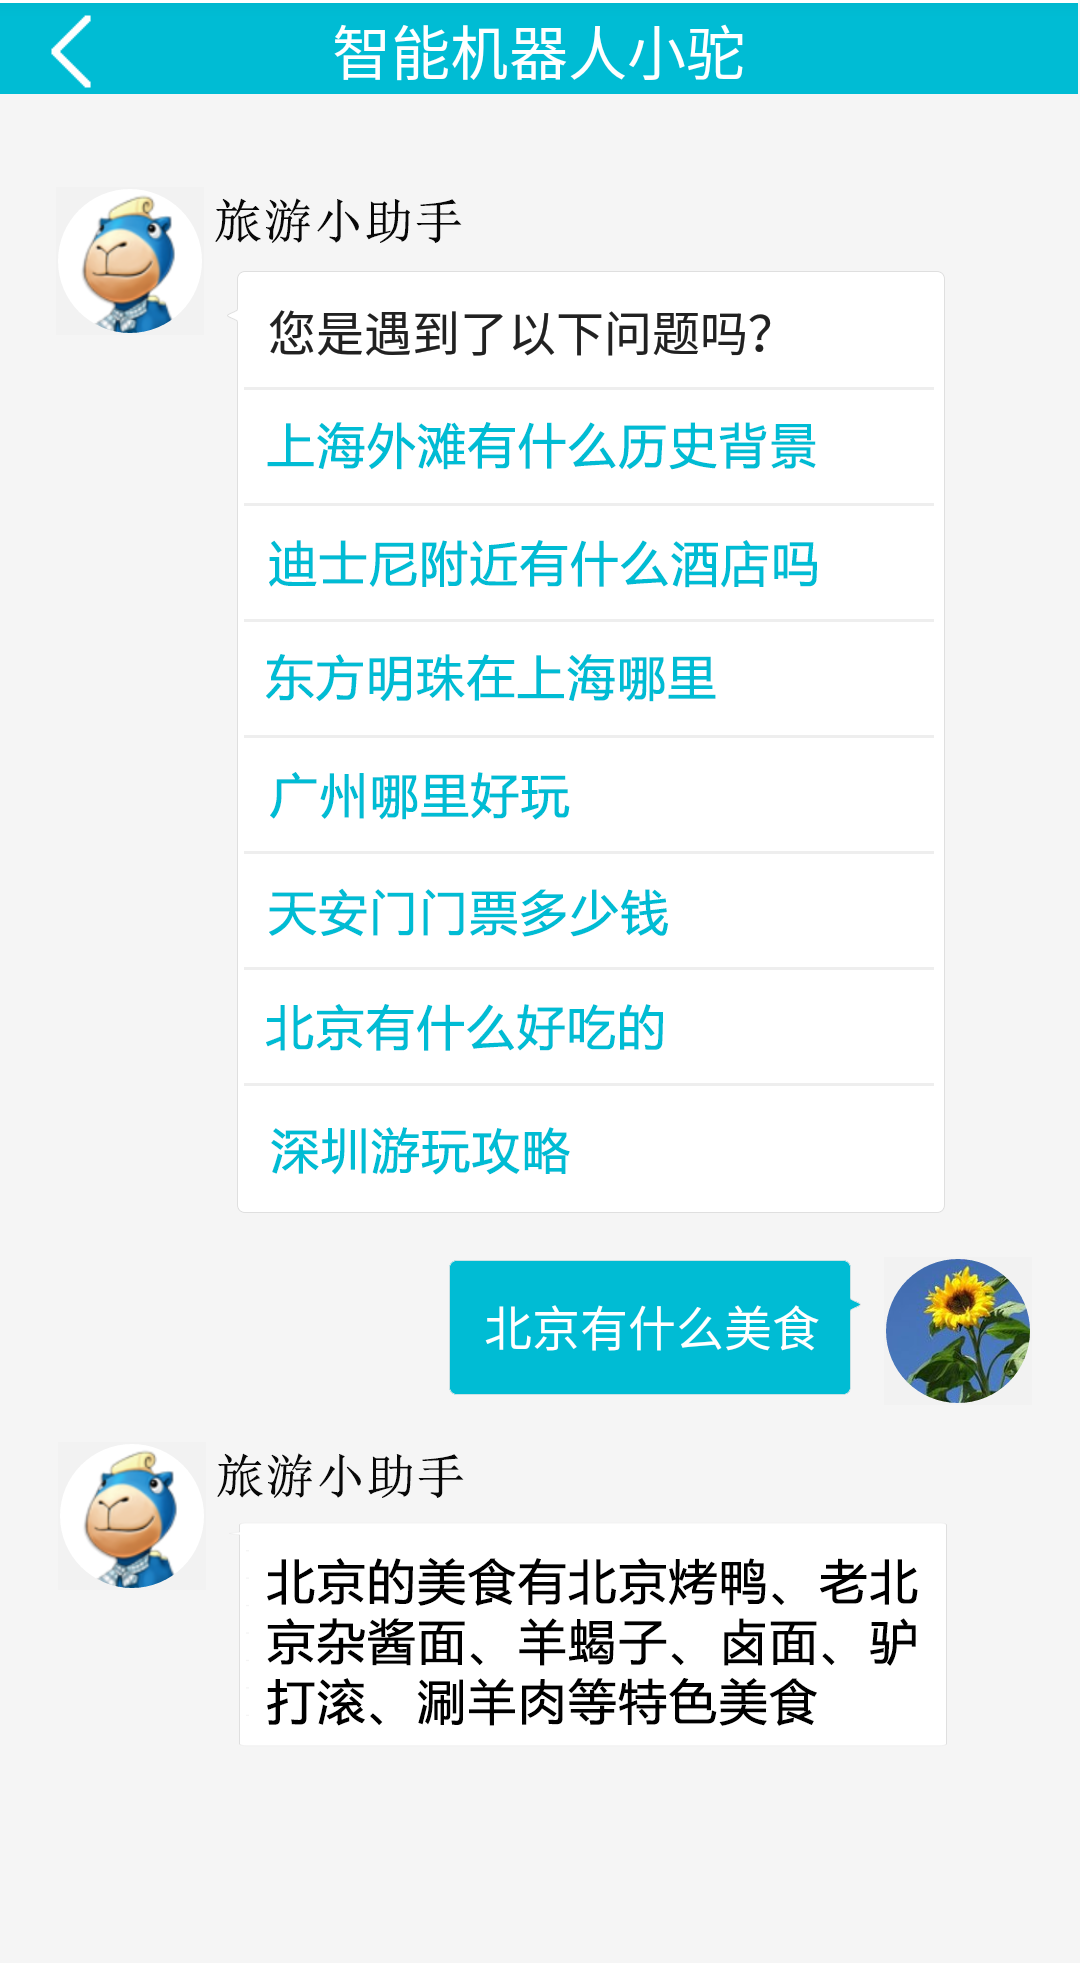 智能机器人小驼
旅游小助手
您是遇到了以下问题吗?
上海外滩有什么历史背景
迪士尼附近有什么酒店吗
东方明珠在上海哪里
广州哪里好玩
天安门门票多少钱
北京有什么好吃的
深圳游玩攻略
北京有什么美食
旅游小助手
北京的美食有北京烤鸭、老北
京杂酱面、羊蝎子、卤面、驴
打滚、涮羊肉等特色美食